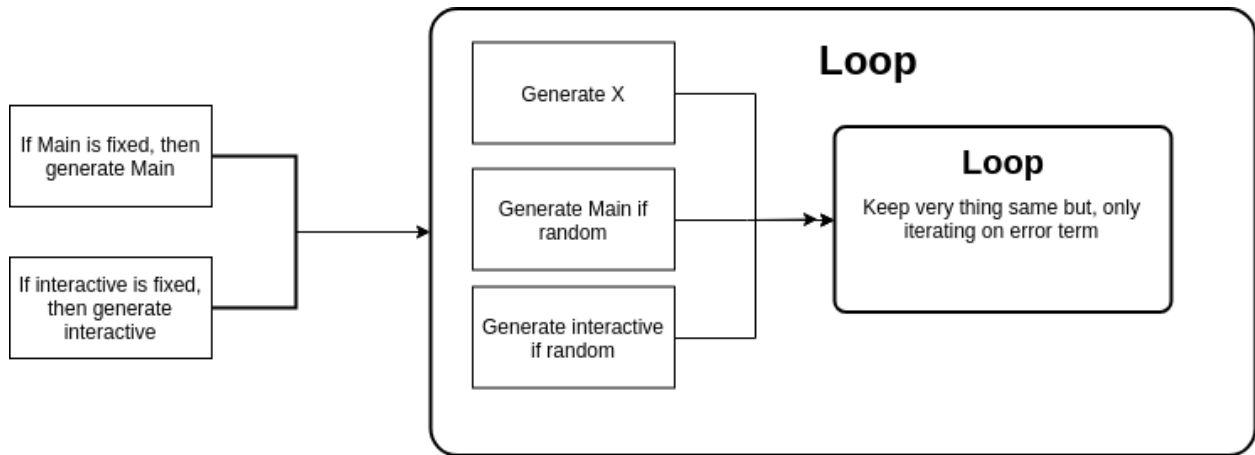 If Main is fixed, then
generate Main
If interactive is fixed,
then generate
interactive
Loop
Generate X
Generate Main if
random
Generate interactive
if random
Loop
Keep very thing same but, only
iterating on error term